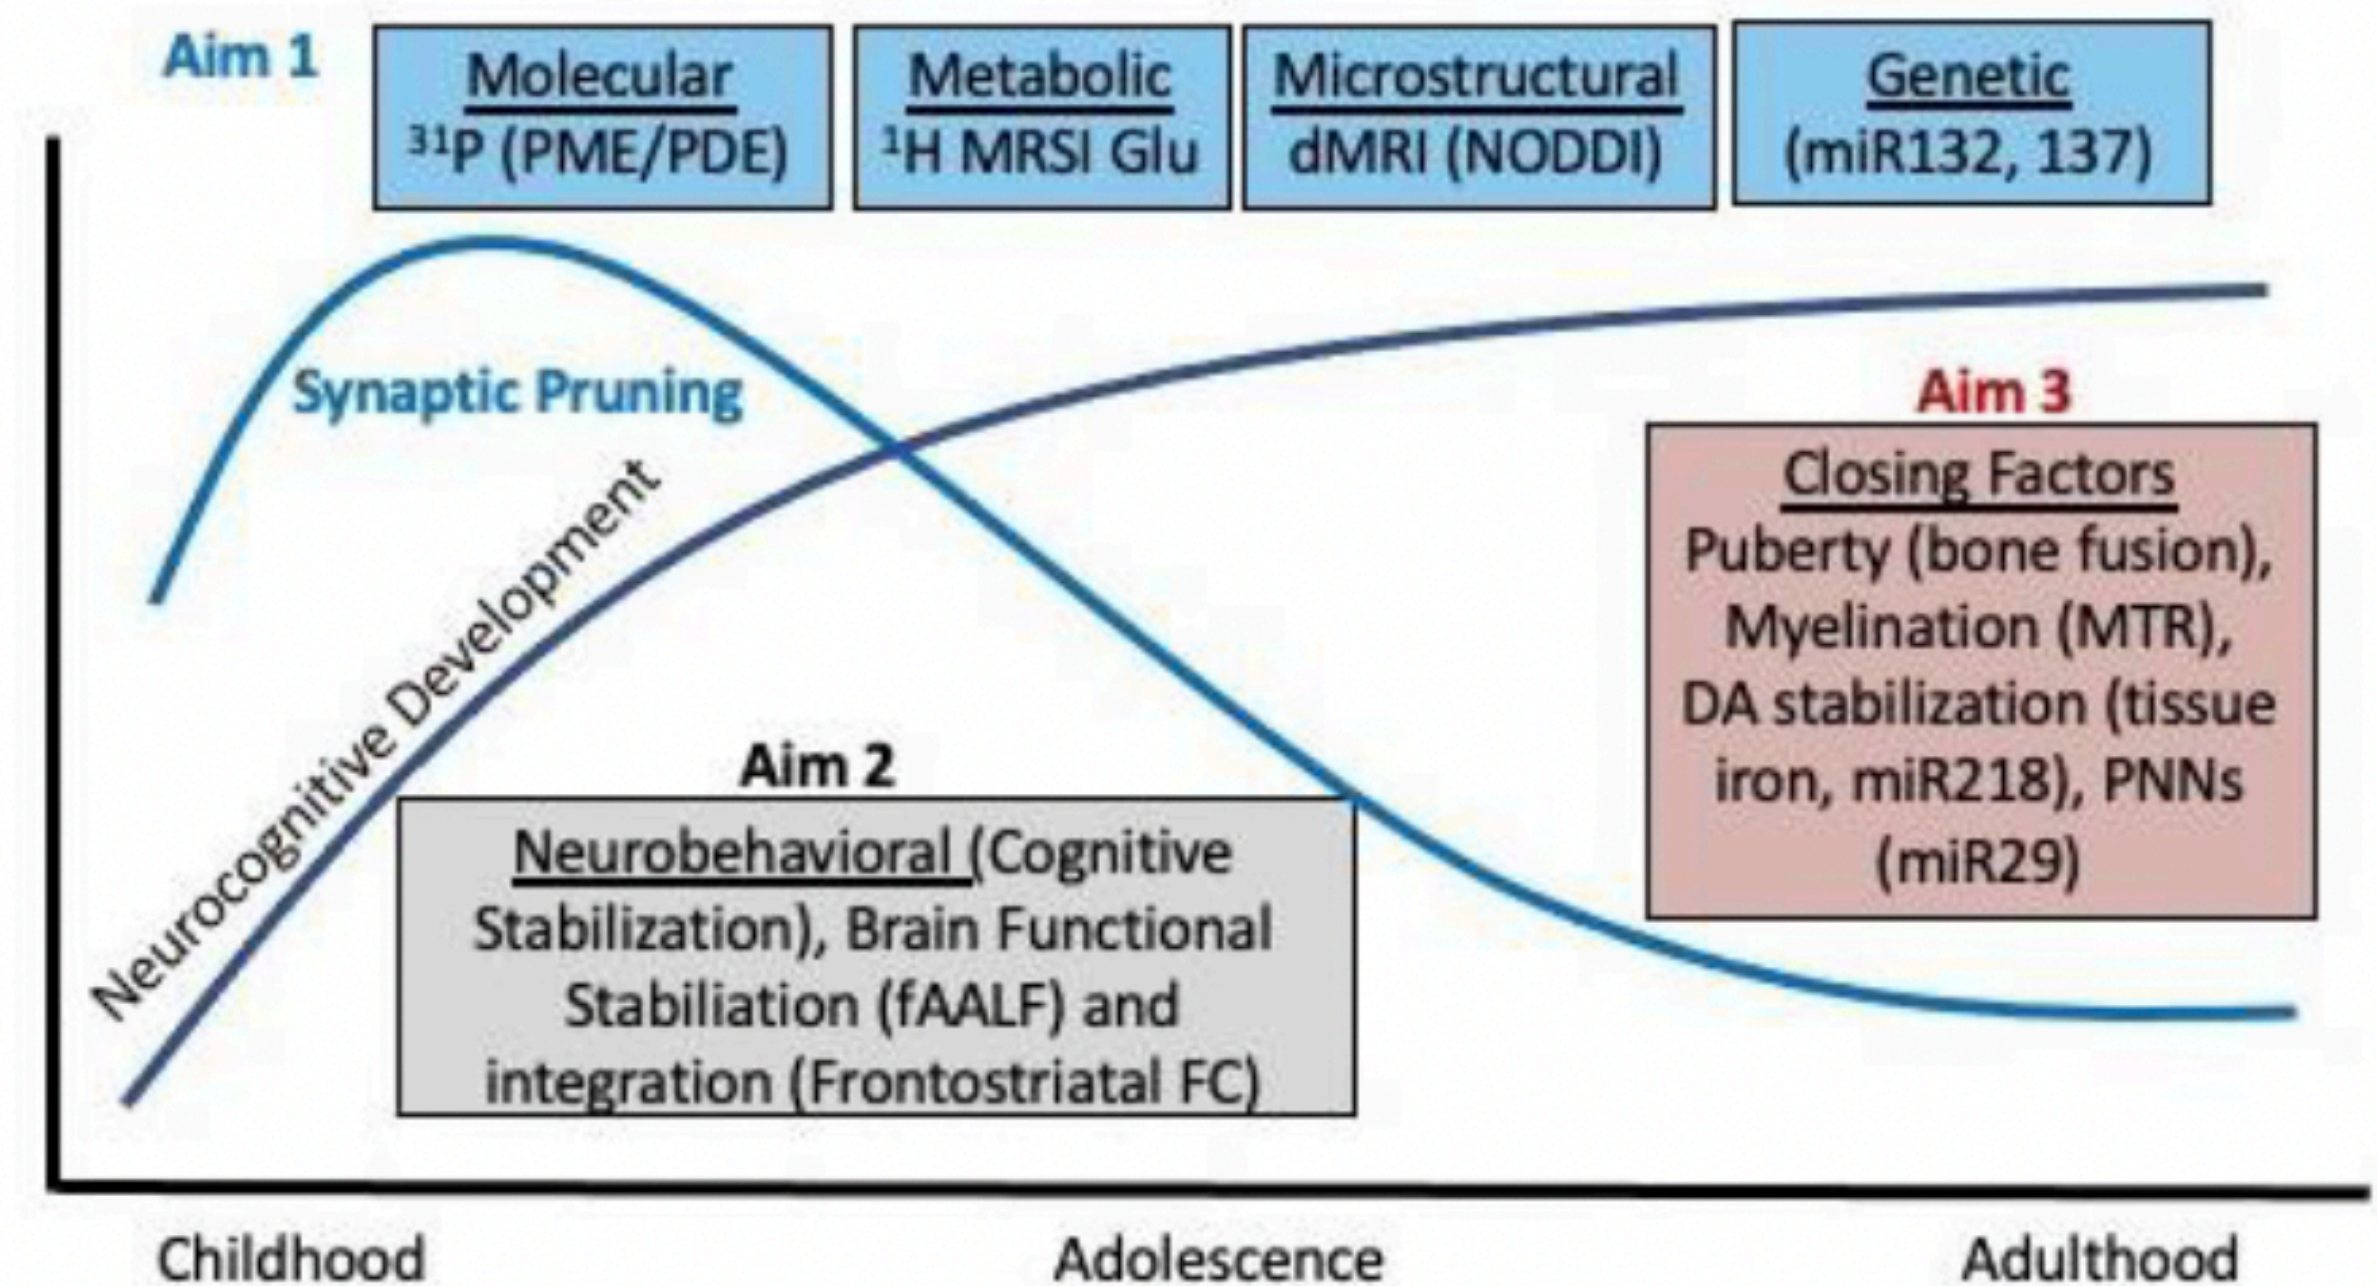 Aim 1
Molecular
³¹P (PME/PDE)
Metabolic
¹H MRSI Glu
Microstructural
dMRI (NODDI)
Genetic
(miR132, 137)
Synaptic Pruning
Neurocognitive Development
Aim 2
Neurobehavioral (Cognitive
Stabilization), Brain Functional
Stabiliation (fAALF) and
integration (Frontostriatal FC)
Aim 3
Closing Factors
Puberty (bone fusion),
Myelination (MTR),
DA stabilization (tissue
iron, miR218), PNNs
(miR29)
Childhood
Adolescence
Adulthood